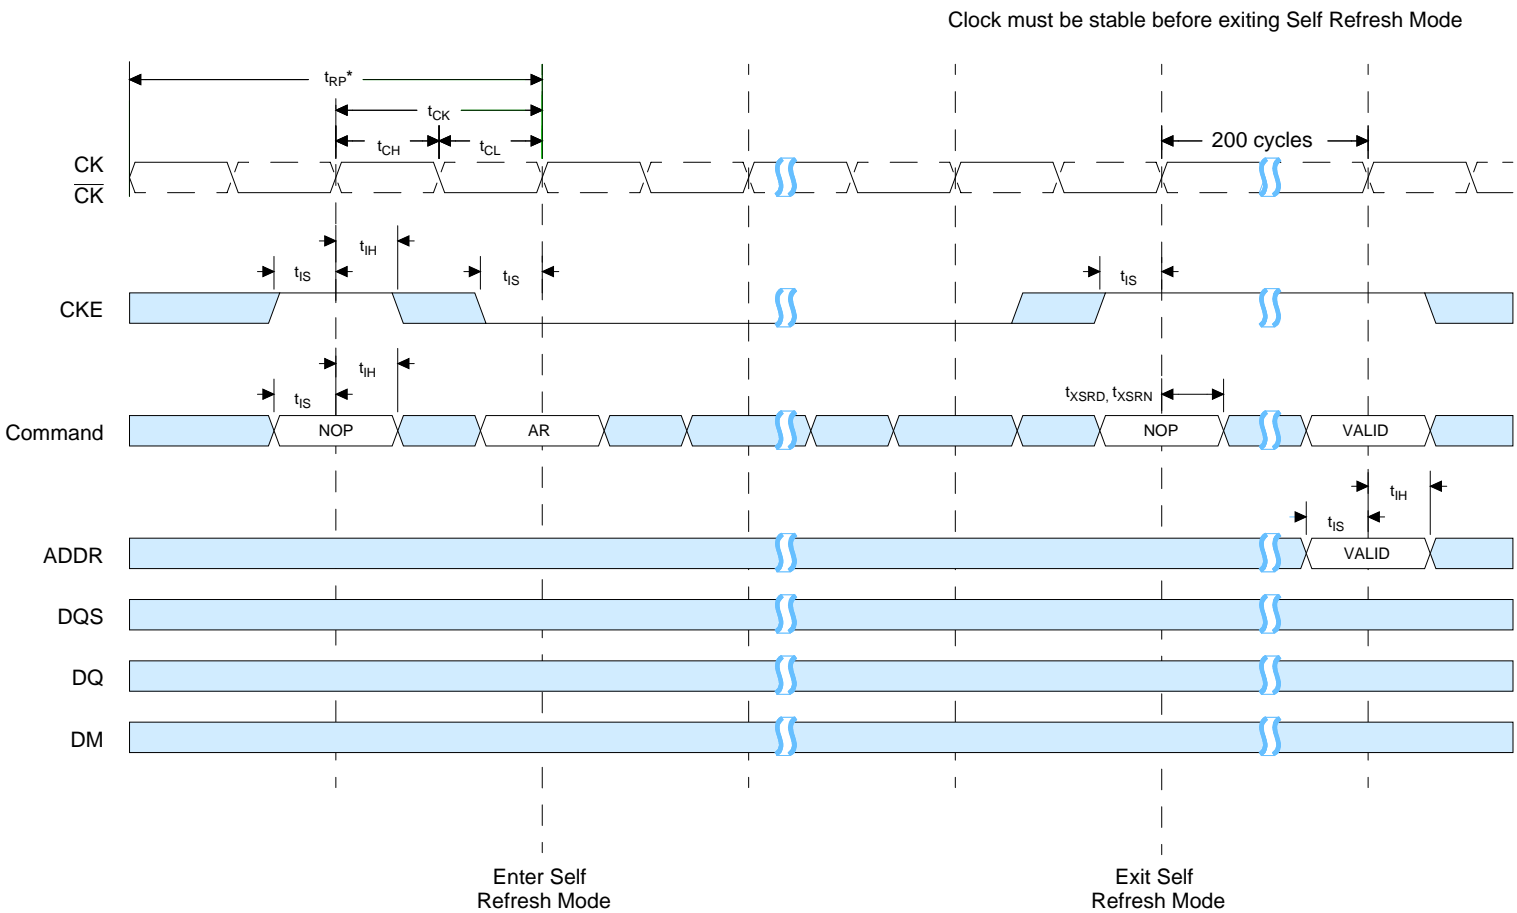 Clock must be stable before exiting Self Refresh Mode
tRP*
tCK
tCH
tCL
200 cycles
CK
CK
tIH
tIS
tIS
tIS
CKE
tIH
tIS
tXSRD, tXSRN
Command
NOP
AR
NOP
VALID
tIH
tIS
ADDR
VALID
DQS
DQ
DM
Enter Self
Refresh Mode
Exit Self
Refresh Mode